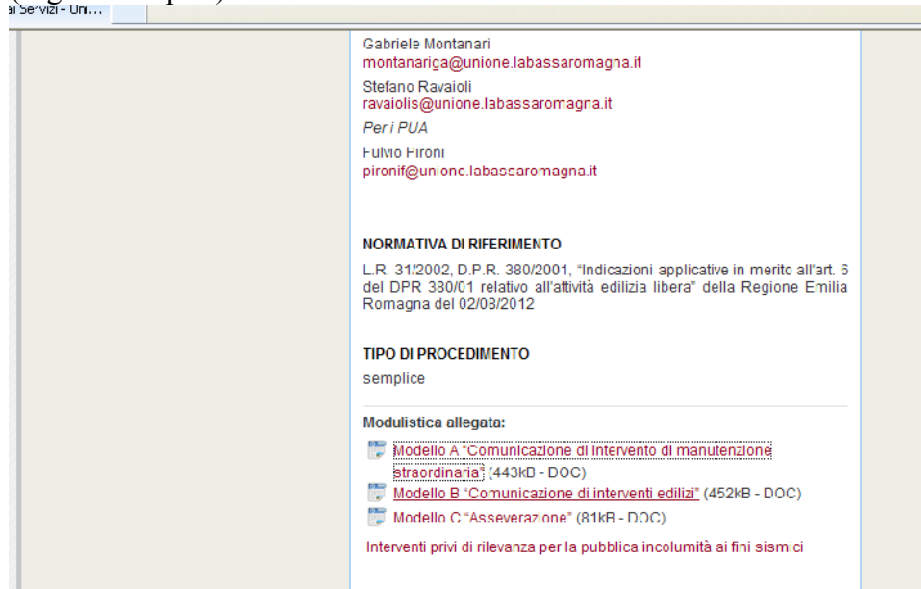 ai Servizi - Uni...
Gabriele Montanari
montanariga@unione.labassaromagna.it
Stefano Ravaioli
ravaiolis@unione.labassaromagna.it
Per i PUA
Fulvio Pironi
pironif@unione.labassaromagna.it
NORMATIVA DI RIFERIMENTO
L.R. 31/2002, D.P.R. 380/2001, "Indicazioni applicative in merito all'art. 6
del DPR 380/01 relativo all'attività edilizia libera" della Regione Emilia
Romagna del 02/08/2012
TIPO DI PROCEDIMENTO
semplice
Modulistica allegata:
Modello A "Comunicazione di intervento di manutenzione
straordinaria" (443kB - DOC)
Modello B "Comunicazione di interventi edilizi" (452kB - DOC)
Modello C "Asseverazione" (81kB - DOC)
Interventi privi di rilevanza per la pubblica incolumità ai fini sismici